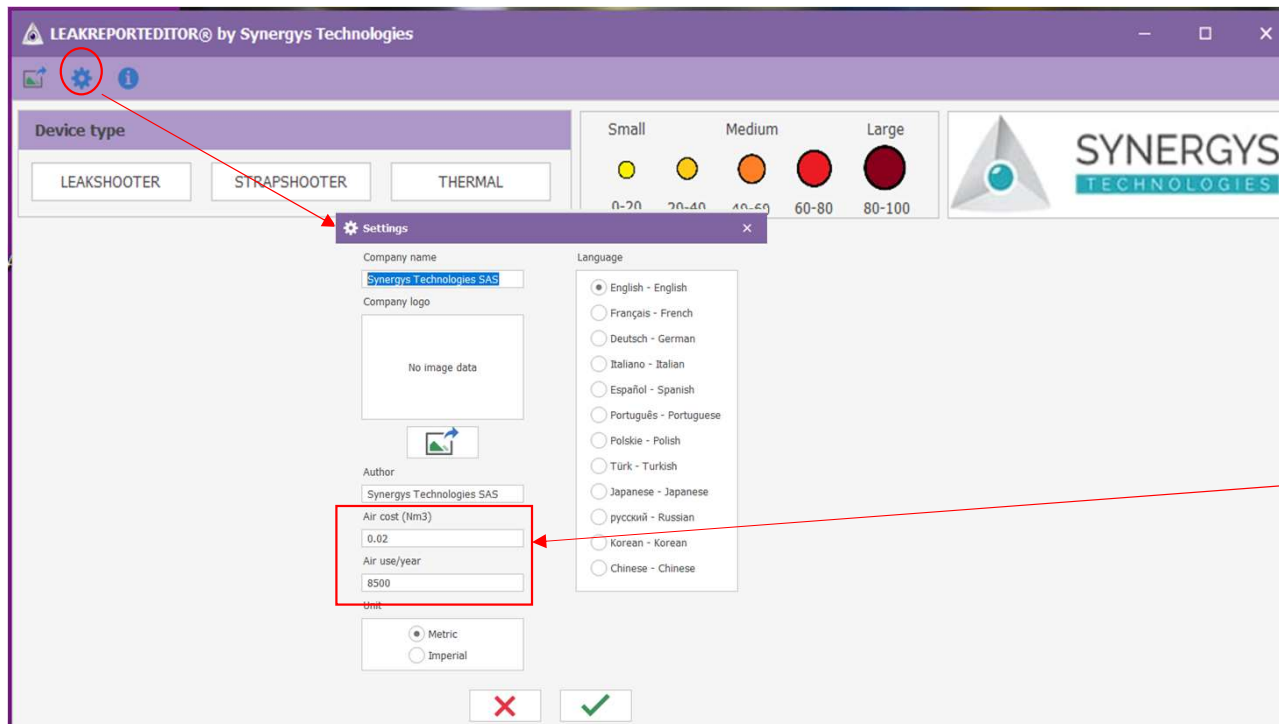 LEAKREPORTEDITOR® by Synergys Technologies
Device type
LEAKSHOOTER
STRAPSHOOTER
THERMAL
Small
Medium
Large
0-20
20-40
40-60
60-80
80-100
SYNERGYS
TECHNOLOGIES
Settings
Company name
Synergys Technologies SAS
Company logo
No image data
Author
Synergys Technologies SAS
Air cost (Nm3)
0.02
Air use/year
8500
Unit
Metric
Imperial
Language
English - English
Français - French
Deutsch - German
Italiano - Italian
Español - Spanish
Português - Portuguese
Polskie - Polish
Türk - Turkish
Japanese - Japanese
русский - Russian
Korean - Korean
Chinese - Chinese